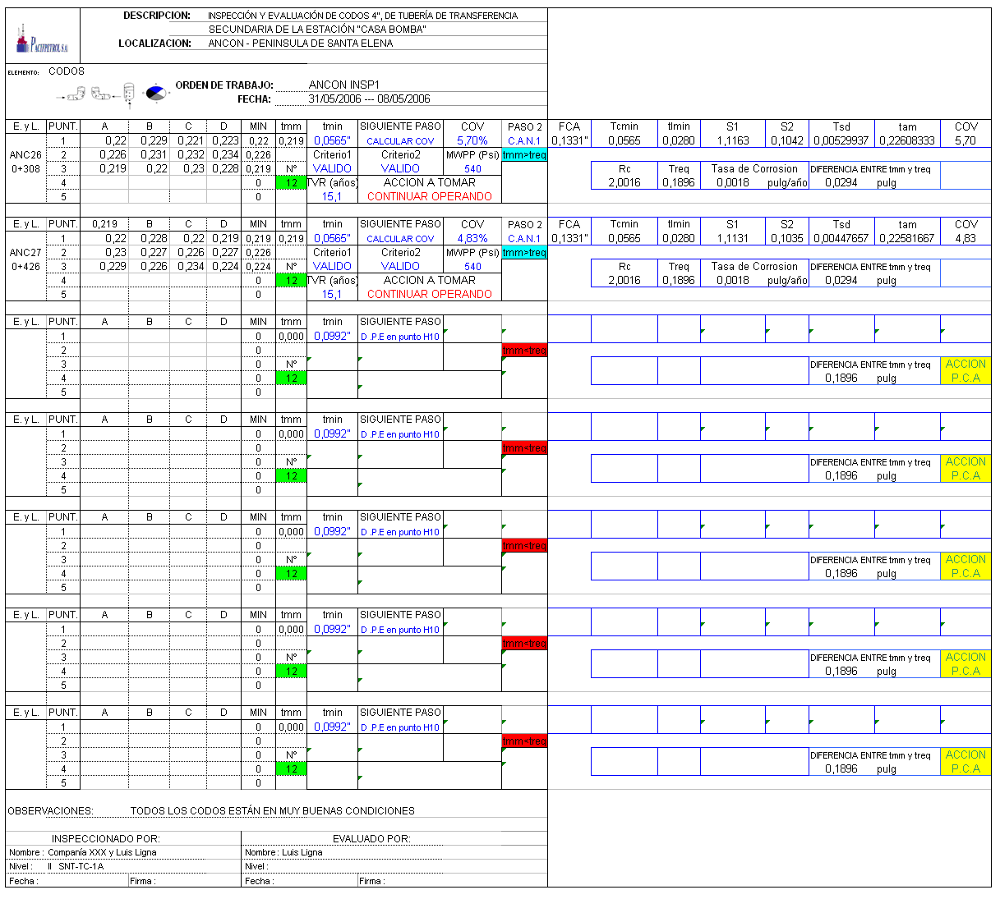 DESCRIPCION: INSPECCIÓN Y EVALUACIÓN DE CODOS 4", DE TUBERÍA DE TRANSFERENCIA
SECUNDARIA DE LA ESTACIÓN "CASA BOMBA"
PACIFPETROL S.A.
LOCALIZACION: ANCON - PENINSULA DE SANTA ELENA
ELEMENTO: CODOS
ORDEN DE TRABAJO: ANCON INSP1
FECHA: 31/05/2006 --- 08/05/2006
E. y L. PUNT. A B C D MIN tmm tmin SIGUIENTE PASO COV PASO 2 FCA Tcmin tlmin S1 S2 Tsd tam COV
1 0,22 0,229 0,221 0,223 0,22 0,219 0,0565" CALCULAR COV 5,70% C.A.N.1 0,1331" 0,0565 0,0280 1,1163 0,1042 0,00529937 0,22608333 5,70
ANC26 2 0,226 0,231 0,232 0,234 0,226 Criterio1 Criterio2 MWPP (Psi) tmm>treq
0+308 3 0,219 0,22 0,23 0,228 0,219 Nº VALIDO VALIDO 540 Rc Treq Tasa de Corrosion DIFERENCIA ENTRE tmm y treq
4 0 12 TVR (años) ACCION A TOMAR 2,0016 0,1896 0,0018 pulg/año 0,0294 pulg
5 0 15,1 CONTINUAR OPERANDO
E. y L. PUNT. 0,219 B C D MIN tmm tmin SIGUIENTE PASO COV PASO 2 FCA Tcmin tlmin S1 S2 Tsd tam COV
1 0,22 0,228 0,22 0,219 0,219 0,219 0,0565" CALCULAR COV 4,83% C.A.N.1 0,1331" 0,0565 0,0280 1,1131 0,1035 0,00447657 0,22581667 4,83
ANC27 2 0,23 0,227 0,226 0,227 0,226 Criterio1 Criterio2 MWPP (Psi) tmm>treq
0+426 3 0,229 0,226 0,234 0,224 0,224 Nº VALIDO VALIDO 540 Rc Treq Tasa de Corrosion DIFERENCIA ENTRE tmm y treq
4 0 12 TVR (años) ACCION A TOMAR 2,0016 0,1896 0,0018 pulg/año 0,0294 pulg
5 0 15,1 CONTINUAR OPERANDO
E. y L. PUNT. A B C D MIN tmm tmin SIGUIENTE PASO
1 0 0,000 0,0992" D .P.E en punto H10
2 0 tmm<treq
3 0 Nº DIFERENCIA ENTRE tmm y treq ACCION
4 0 12 0,1896 pulg P.C.A
5 0
E. y L. PUNT. A B C D MIN tmm tmin SIGUIENTE PASO
1 0 0,000 0,0992" D .P.E en punto H10
2 0 tmm<treq
3 0 Nº DIFERENCIA ENTRE tmm y treq ACCION
4 0 12 0,1896 pulg P.C.A
5 0
E. y L. PUNT. A B C D MIN tmm tmin SIGUIENTE PASO
1 0 0,000 0,0992" D .P.E en punto H10
2 0 tmm<treq
3 0 Nº DIFERENCIA ENTRE tmm y treq ACCION
4 0 12 0,1896 pulg P.C.A
5 0
E. y L. PUNT. A B C D MIN tmm tmin SIGUIENTE PASO
1 0 0,000 0,0992" D .P.E en punto H10
2 0 tmm<treq
3 0 Nº DIFERENCIA ENTRE tmm y treq ACCION
4 0 12 0,1896 pulg P.C.A
5 0
E. y L. PUNT. A B C D MIN tmm tmin SIGUIENTE PASO
1 0 0,000 0,0992" D .P.E en punto H10
2 0 tmm<treq
3 0 Nº DIFERENCIA ENTRE tmm y treq ACCION
4 0 12 0,1896 pulg P.C.A
5 0
OBSERVACIONES: TODOS LOS CODOS ESTÁN EN MUY BUENAS CONDICIONES
INSPECCIONADO POR: EVALUADO POR:
Nombre : Companía XXX y Luis Ligna Nombre : Luis Ligna
Nivel : II SNT-TC-1A Nivel :
Fecha : Firma : Fecha : Firma :